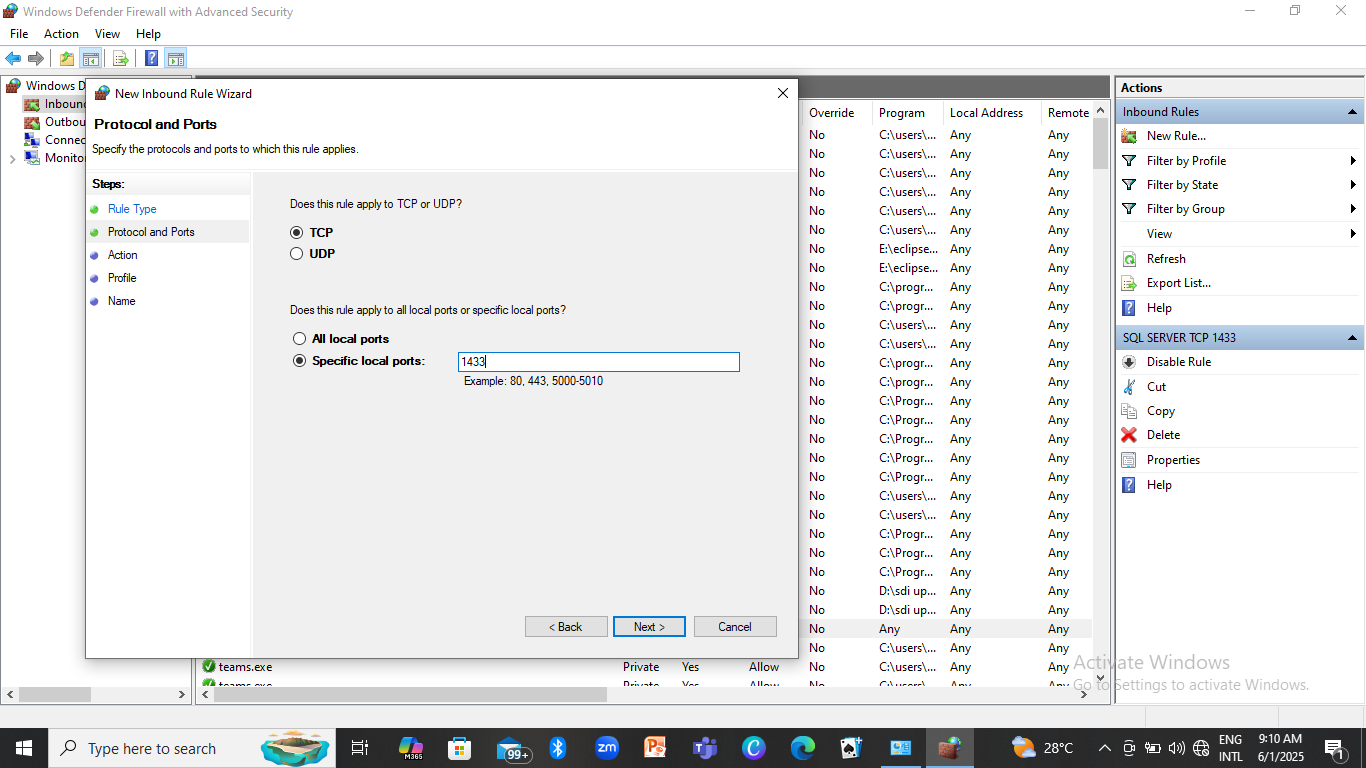 Windows Defender Firewall with Advanced Security
File Action View Help
Windows D
Inboun
Outbou
Connec
Monito
New Inbound Rule Wizard
Protocol and Ports
Specify the protocols and ports to which this rule applies.
Steps:
Rule Type
Protocol and Ports
Action
Profile
Name
Does this rule apply to TCP or UDP?
TCP
UDP
Does this rule apply to all local ports or specific local ports?
All local ports
Specific local ports: 1433
Example: 80, 443, 5000-5010
< Back Next > Cancel
Override Program Local Address Remote
No C:\users\... Any Any
No C:\users\... Any Any
No C:\users\... Any Any
No C:\users\... Any Any
No C:\users\... Any Any
No C:\users\... Any Any
No E:\eclipse... Any Any
No E:\eclipse... Any Any
No C:\progr... Any Any
No C:\progr... Any Any
No C:\users\... Any Any
No C:\users\... Any Any
No C:\progr... Any Any
No C:\progr... Any Any
No C:\Progr... Any Any
No C:\Progr... Any Any
No C:\Progr... Any Any
No C:\Progr... Any Any
No C:\Progr... Any Any
No C:\users\... Any Any
No C:\users\... Any Any
No C:\Progr... Any Any
No C:\Progr... Any Any
No C:\Progr... Any Any
No D:\sdi up... Any Any
No D:\sdi up... Any Any
No Any Any Any
No C:\users\... Any Any
teams.exe Private Yes Allow No C:\users\... Any Any
teams.exe Private Yes Allow No C:\users\... Any Any
Actions
Inbound Rules
New Rule...
Filter by Profile
Filter by State
Filter by Group
View
Refresh
Export List...
Help
SQL SERVER TCP 1433
Disable Rule
Cut
Copy
Delete
Properties
Help
Activate Windows
Go to Settings to activate Windows.
Type here to search
M365
99+
zm
28°C
ENG
INTL
9:10 AM
6/1/2025
1